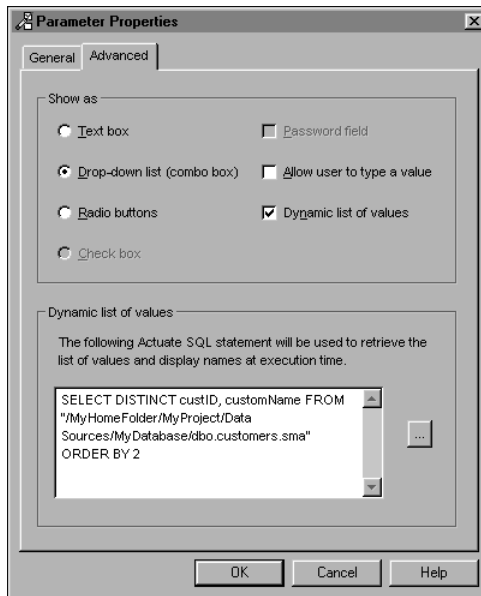 Parameter Properties
General
Advanced
Show as
Text box
Password field
Drop-down list (combo box)
Allow user to type a value
Radio buttons
Dynamic list of values
Check box
Dynamic list of values
The following Actuate SQL statement will be used to retrieve the
list of values and display names at execution time.
SELECT DISTINCT custID, customName FROM
"/MyHomeFolder/MyProject/Data
Sources/MyDatabase/dbo.customers.sma"
ORDER BY 2
...
OK
Cancel
Help